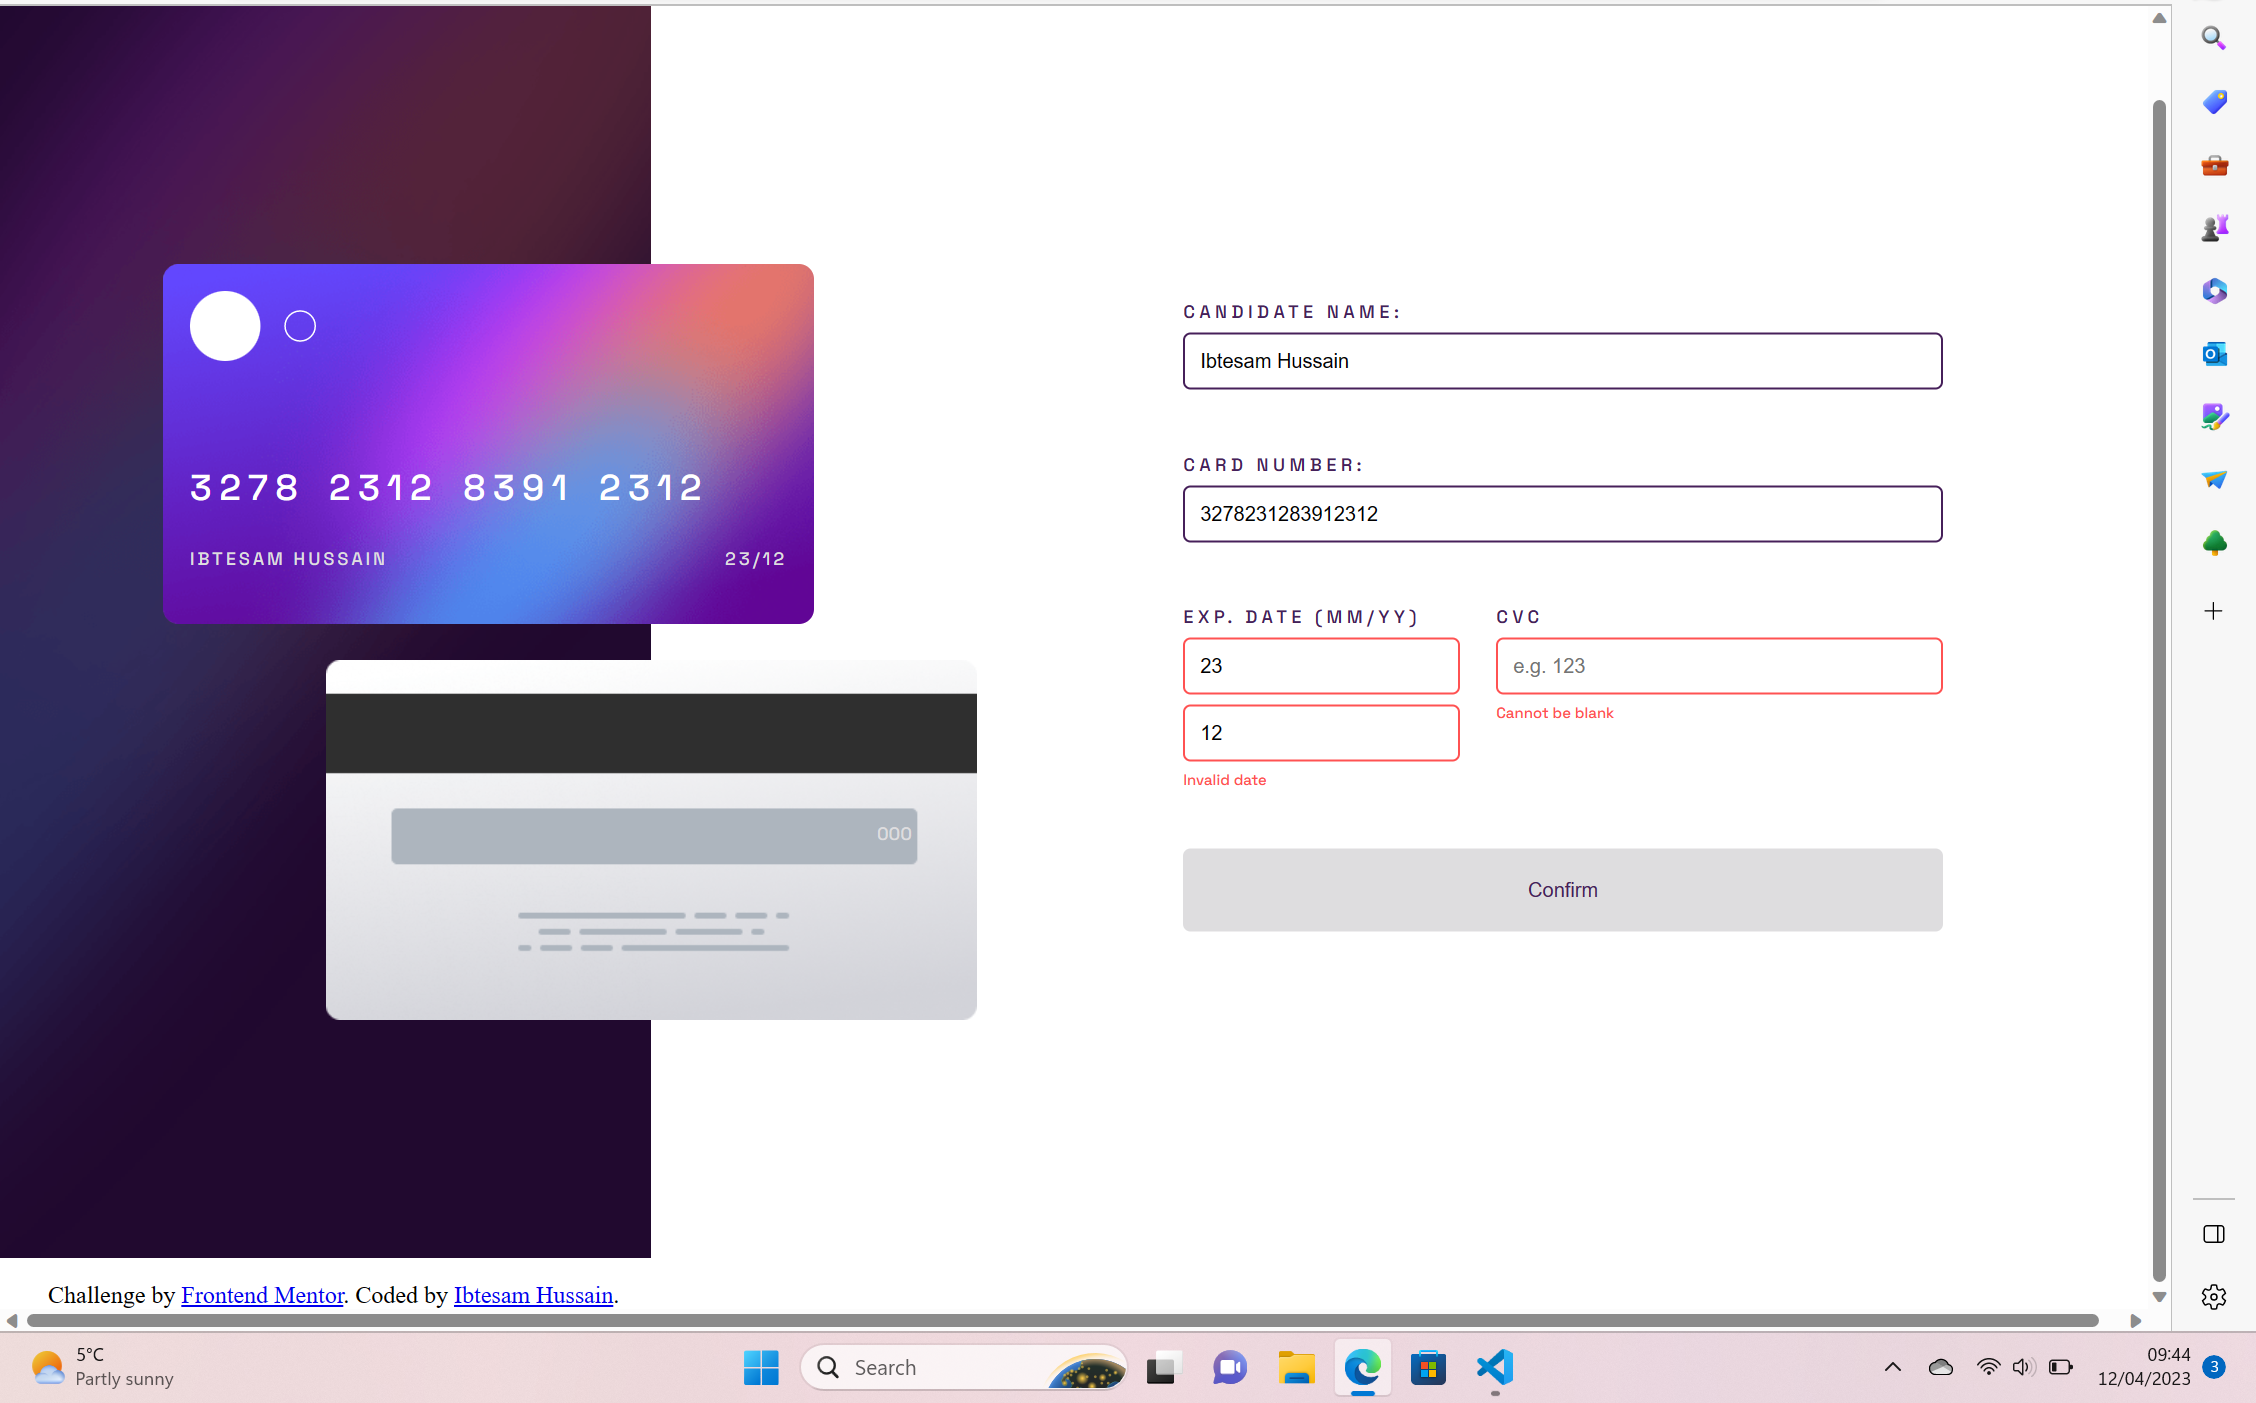 3278 2312 8391 2312
IBTESAM HUSSAIN 23/12
000
CANDIDATE NAME:
Ibtesam Hussain
CARD NUMBER:
3278231283912312
EXP. DATE (MM/YY) CVC
23 e.g. 123
Cannot be blank
12
Invalid date
Confirm
Challenge by Frontend Mentor. Coded by Ibtesam Hussain.
5°C
Partly sunny
Search
09:44
12/04/2023
3